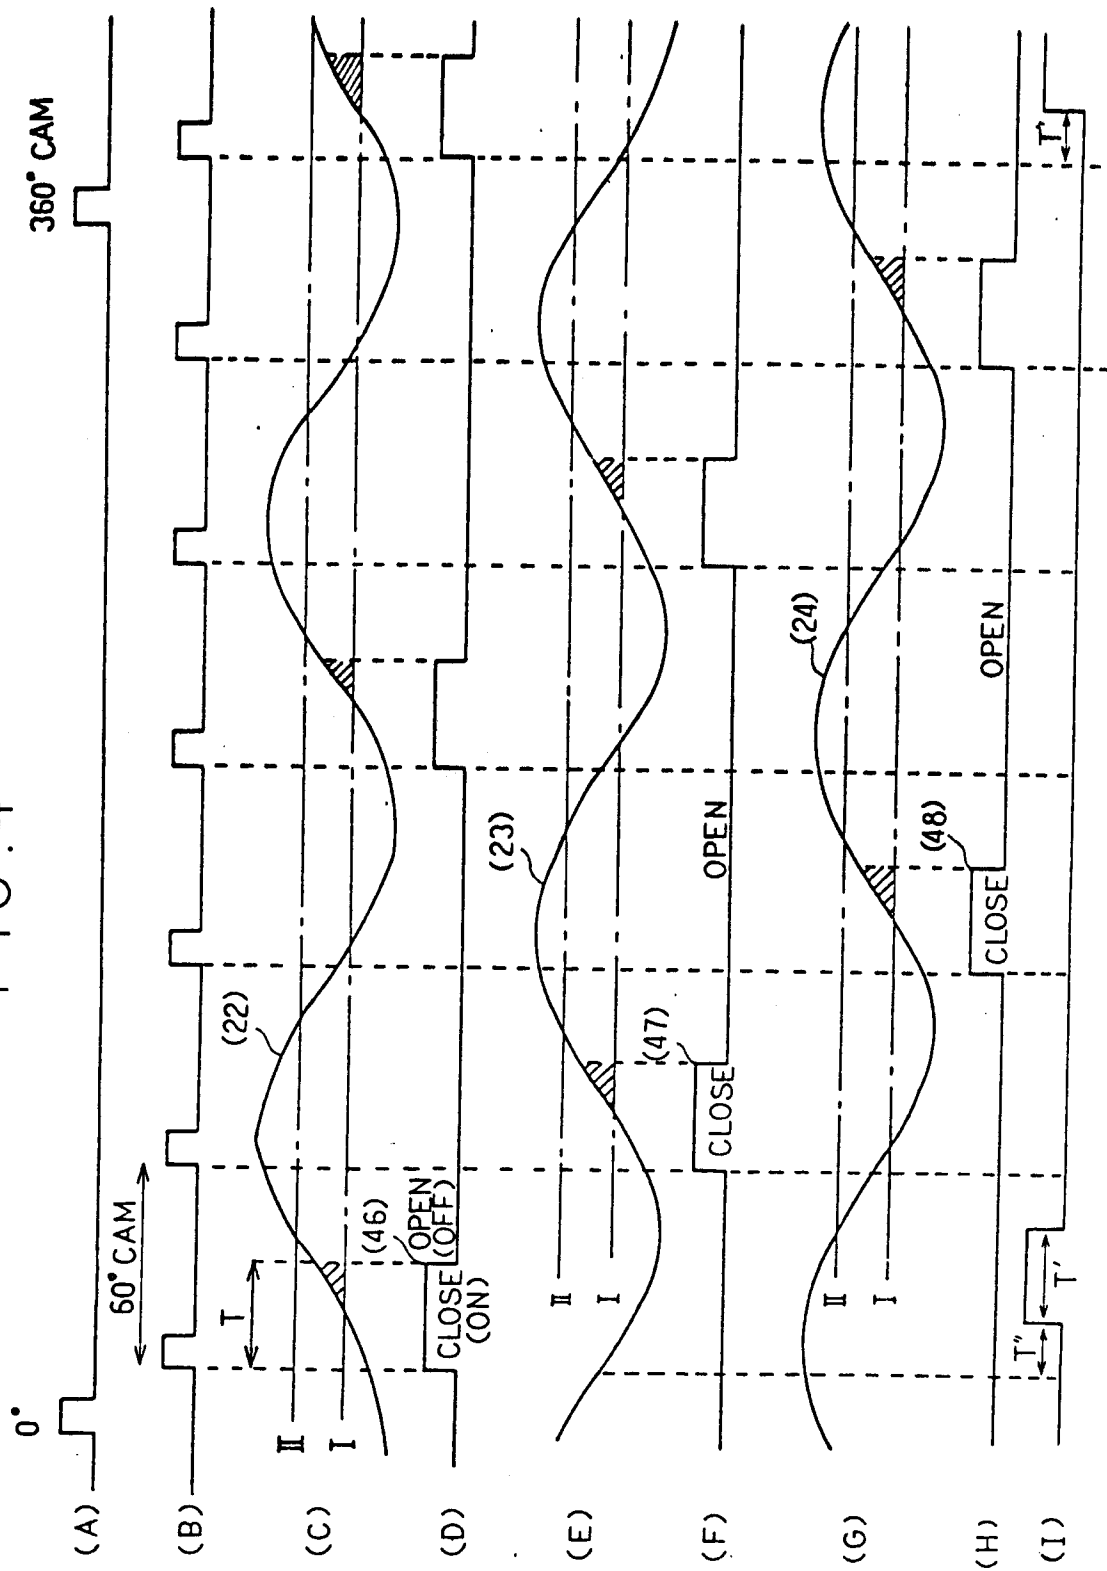 0°
360° CAM
(A)
60° CAM
(B)
T
(22)
II
I
(C)
(46)
CLOSE
(ON)
OPEN
(OFF)
(D)
(23)
II
I
(E)
(47)
CLOSE
OPEN
(F)
(24)
II
I
(G)
(48)
CLOSE
OPEN
(H)
T"
T'
(I)